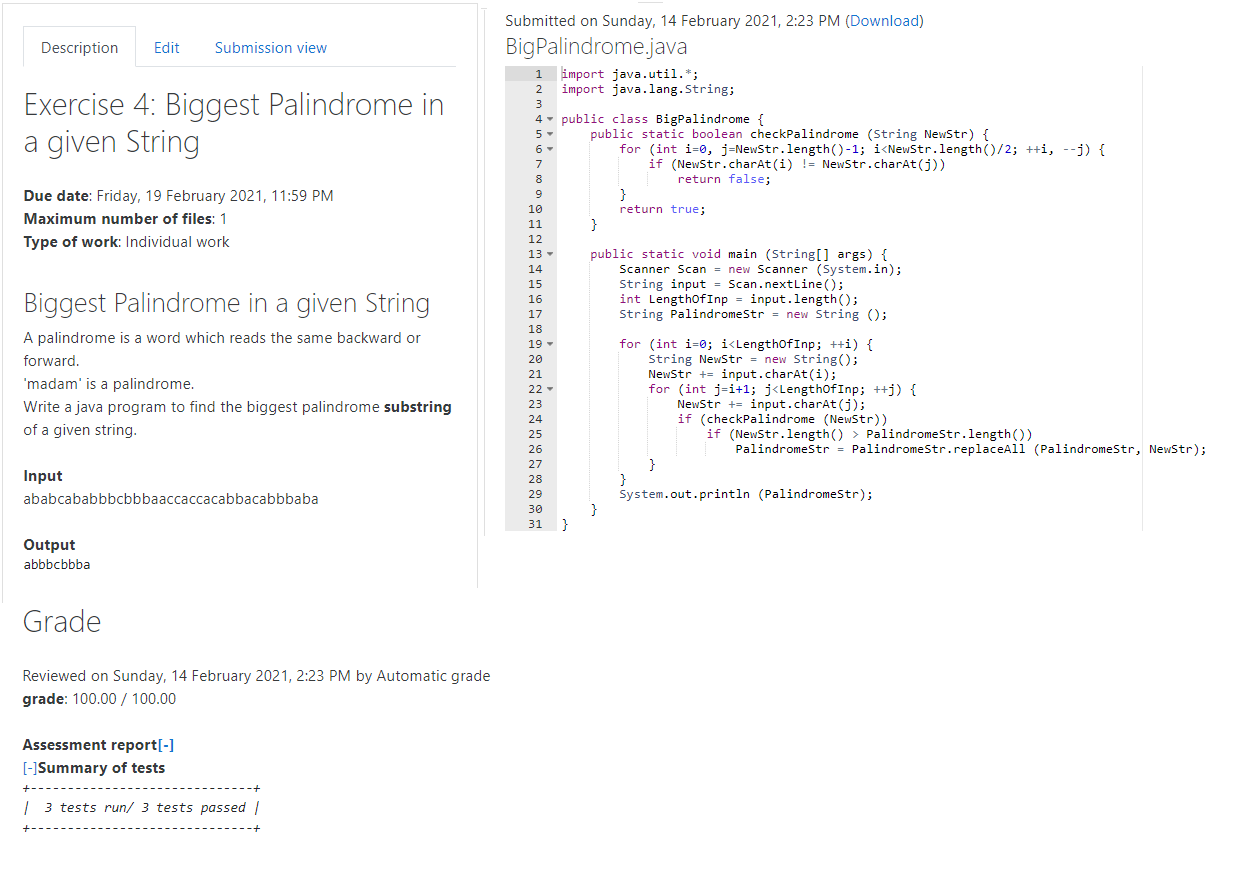 Description Edit Submission view
Exercise 4: Biggest Palindrome in
a given String
Due date: Friday, 19 February 2021, 11:59 PM
Maximum number of files: 1
Type of work: Individual work
Biggest Palindrome in a given String
A palindrome is a word which reads the same backward or
forward.
'madam' is a palindrome.
Write a java program to find the biggest palindrome substring
of a given string.
Input
ababcababbbcbbbaaccaccacabbacabbbaba
Output
abbbcbbba
Grade
Reviewed on Sunday, 14 February 2021, 2:23 PM by Automatic grade
grade: 100.00 / 100.00
Assessment report[-]
[-]Summary of tests
+------------------------------+
|  3 tests run/ 3 tests passed |
+------------------------------+
Submitted on Sunday, 14 February 2021, 2:23 PM (Download)
BigPalindrome.java
1 import java.util.*;
2 import java.lang.String;
3
4 public class BigPalindrome {
5     public static boolean checkPalindrome (String NewStr) {
6         for (int i=0, j=NewStr.length()-1; i<NewStr.length()/2; ++i, --j) {
7             if (NewStr.charAt(i) != NewStr.charAt(j))
8                 return false;
9         }
10         return true;
11     }
12
13     public static void main (String[] args) {
14         Scanner Scan = new Scanner (System.in);
15         String input = Scan.nextLine();
16         int LengthOfInp = input.length();
17         String PalindromeStr = new String ();
18
19         for (int i=0; i<LengthOfInp; ++i) {
20             String NewStr = new String();
21             NewStr += input.charAt(i);
22             for (int j=i+1; j<LengthOfInp; ++j) {
23                 NewStr += input.charAt(j);
24                 if (checkPalindrome (NewStr))
25                     if (NewStr.length() > PalindromeStr.length())
26                         PalindromeStr = PalindromeStr.replaceAll (PalindromeStr, NewStr);
27             }
28         }
29         System.out.println (PalindromeStr);
30     }
31 }